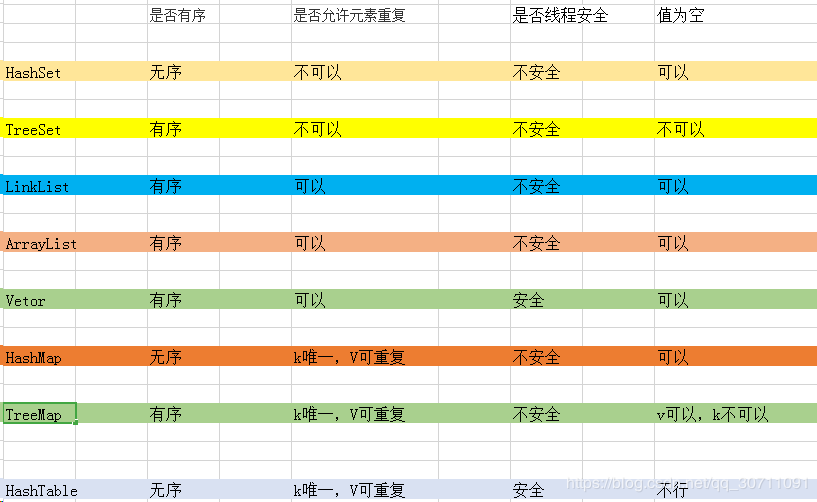 是否有序 是否允许元素重复 是否线程安全 值为空
HashSet 无序 不可以 不安全 可以
TreeSet 有序 不可以 不安全 不可以
LinkList 有序 可以 不安全 可以
ArrayList 有序 可以 不安全 可以
Vetor 有序 可以 安全 可以
HashMap 无序 k唯一，V可重复 不安全 可以
TreeMap 有序 k唯一，V可重复 不安全 v可以，k不可以
HashTable 无序 k唯一，V可重复 安全 不行
https://blog.csdn.net/qq_30711091